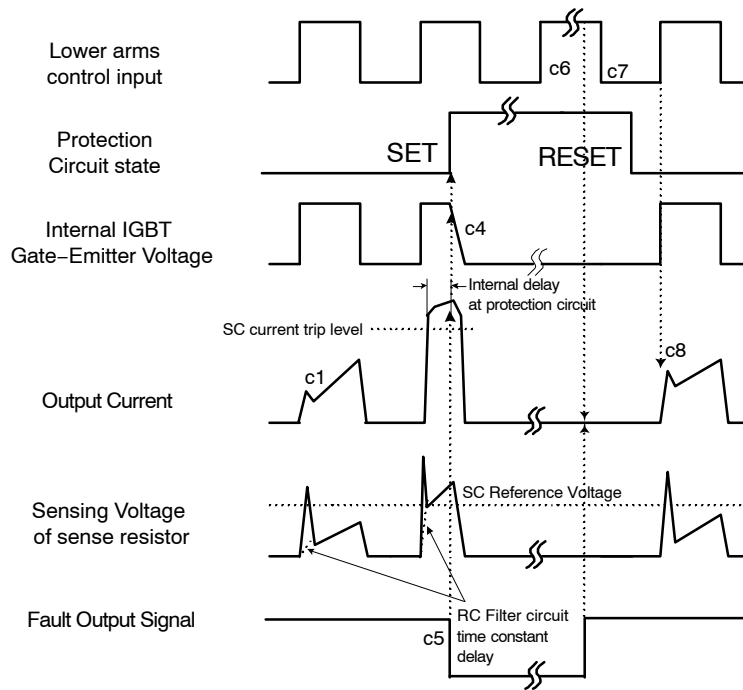 Lower arms
control input
c6
c7
Protection
Circuit state
SET
RESET
Internal IGBT
Gate−Emitter Voltage
c4
Internal delay
at protection circuit
SC current trip level
c1
c8
Output Current
SC Reference Voltage
Sensing Voltage
of sense resistor
Fault Output Signal
c5
RC Filter circuit
time constant
delay